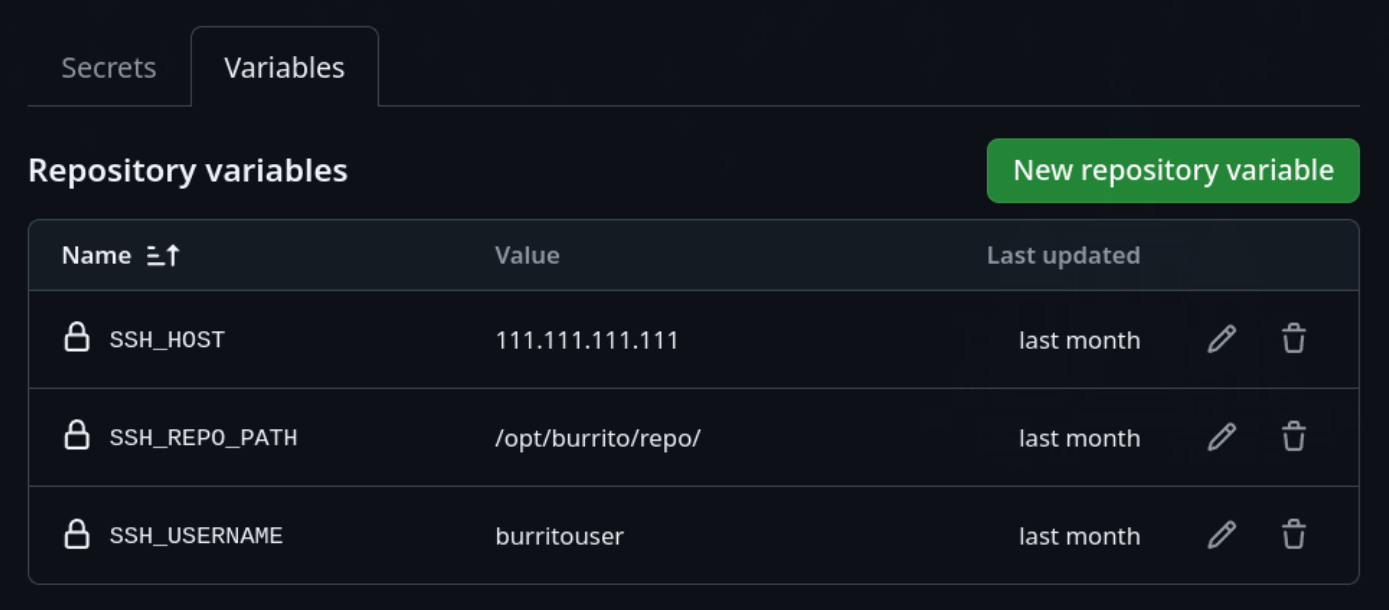 Secrets Variables
Repository variables New repository variable
Name Value Last updated
SSH_HOST 111.111.111.111 last month
SSH_REPO_PATH /opt/burrito/repo/ last month
SSH_USERNAME burritouser last month